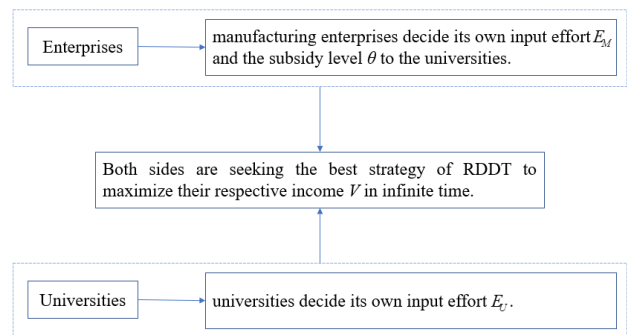 Enterprises
manufacturing enterprises decide its own input effort E_M
and the subsidy level θ to the universities.
Both sides are seeking the best strategy of RDDT to
maximize their respective income V in infinite time.
Universities
universities decide its own input effort E_U.